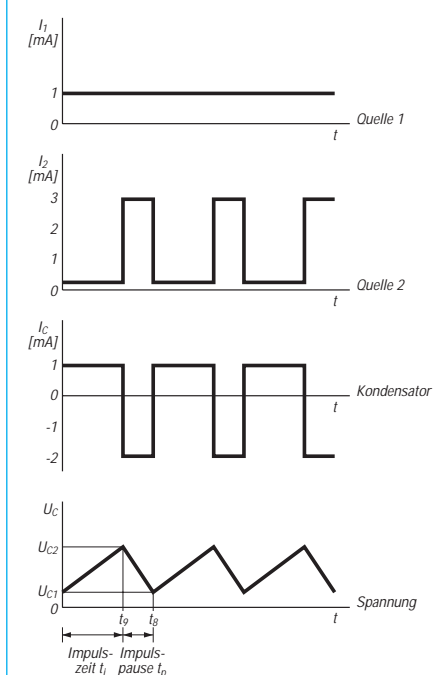 I1
[mA]
1
0
Quelle 1
t
I2
[mA]
3
2
1
0
Quelle 2
t
IC
[mA]
1
0
Kondensator
t
-1
-2
UC
UC2
UC1
0
Spannung
t9
t8
t
Impuls-
zeit ti
Impuls-
pause tp